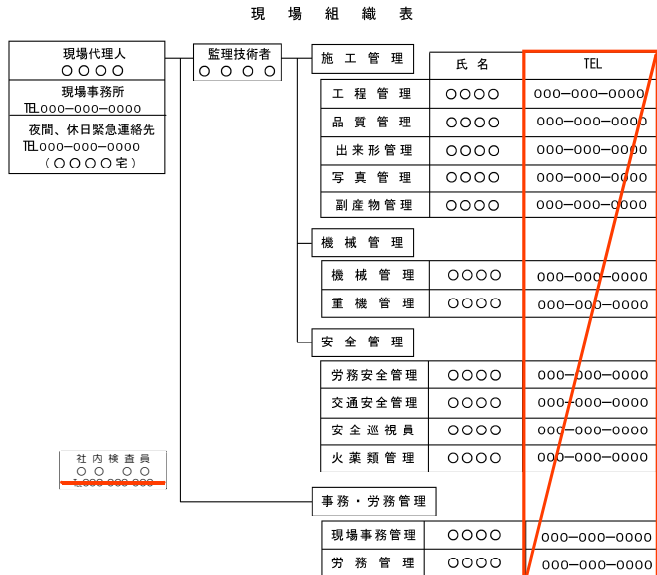 現 場 組 織 表
現場代理人
○○○○
現場事務所
TEL000−000−0000
夜間、休日緊急連絡先
TEL000−000−0000
(○○○○宅)
監理技術者
○ ○ ○ ○
施 工 管 理
氏 名 TEL
工 程 管 理 ○○○○ 000−000−0000
品 質 管 理 ○○○○ 000−000−0000
出来形管理 ○○○○ 000−000−0000
写 真 管 理 ○○○○ 000−000−0000
副産物管理 ○○○○ 000−000−0000
機 械 管 理
機 械 管 理 ○○○○ 000−000−0000
重 機 管 理 ○○○○ 000−000−0000
安 全 管 理
労務安全管理 ○○○○ 000−000−0000
交通安全管理 ○○○○ 000−000−0000
安 全 巡 視 員 ○○○○ 000−000−0000
火 薬 類 管 理 ○○○○ 000−000−0000
社 内 検 査 員
○ ○ ○ ○
TEL000-000-000
事務・労務管理
現場事務管理 ○○○○ 000−000−0000
労 務 管 理 ○○○○ 000−000−0000